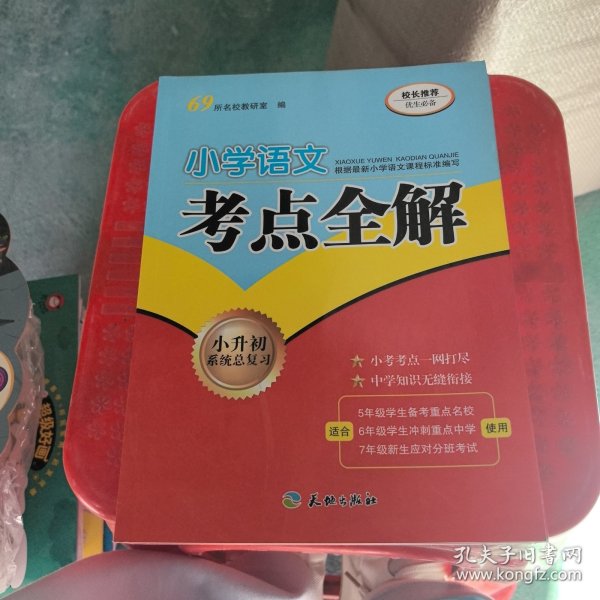 69所名校教研室 编
校长推荐
优生必备
小学语文
XIAOXUE YUWEN KAODIAN QUANJIE
根据最新小学语文课程标准编写
考点全解
小升初
系统总复习
小考考点一网打尽
中学知识无缝衔接
适合
5年级学生备考重点名校
6年级学生冲刺重点中学
7年级新生应对分班考试
使用
天地出版社
孔夫子旧书网
www.kongfz.com